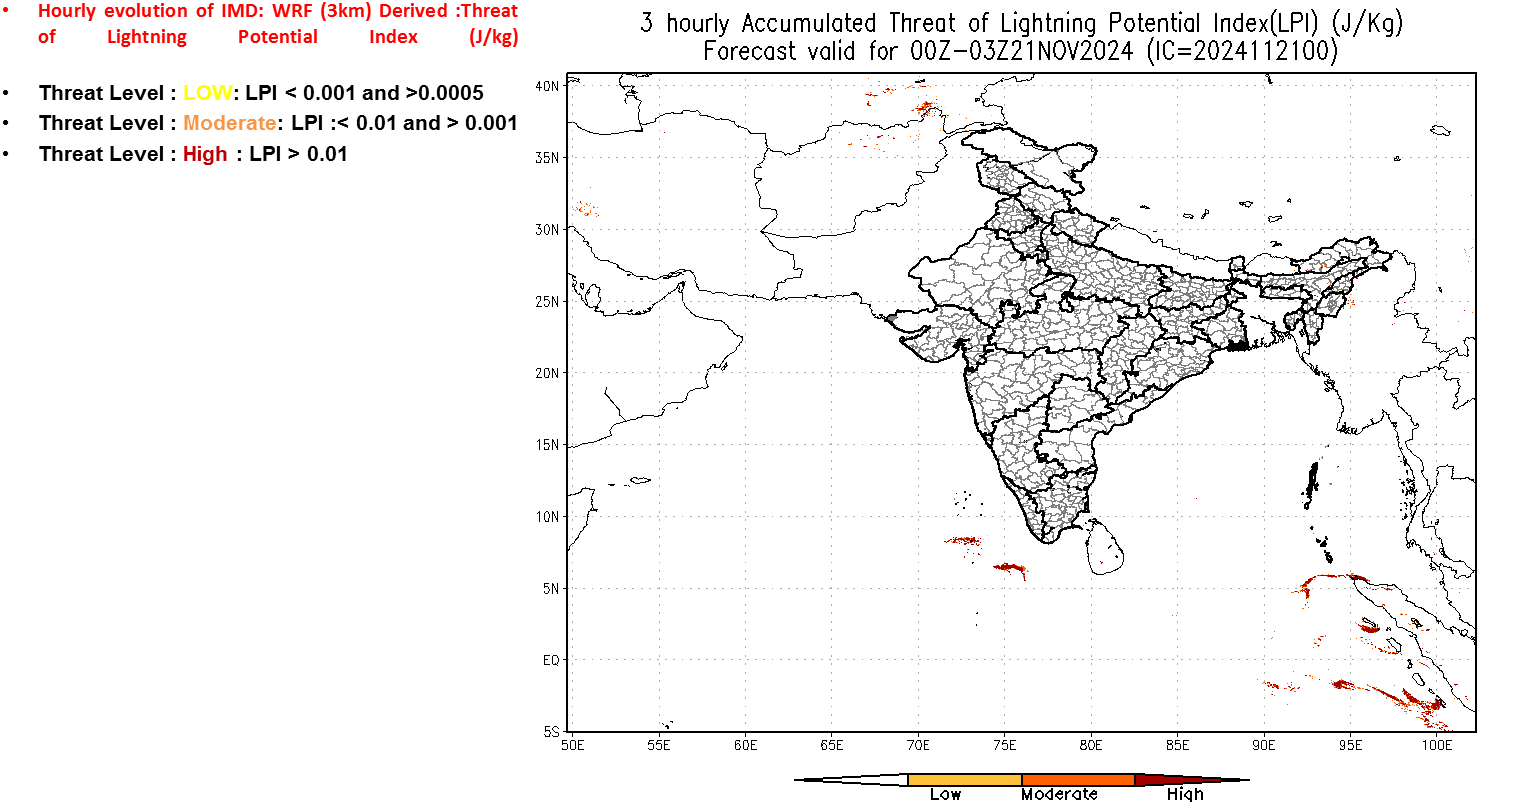 • Hourly evolution of IMD: WRF (3km) Derived :Threat
of Lightning Potential Index (J/kg)
• Threat Level : LOW: LPI < 0.001 and >0.0005
• Threat Level : Moderate: LPI :< 0.01 and > 0.001
• Threat Level : High : LPI > 0.01
3 hourly Accumulated Threat of Lightning Potential Index(LPI) (J/Kg)
Forecast valid for 00Z-03Z21NOV2024 (IC=2024112100)
40N
35N
30N
25N
20N
15N
10N
5N
EQ
5S
50E 55E 60E 65E 70E 75E 80E 85E 90E 95E 100E
Low Moderate High